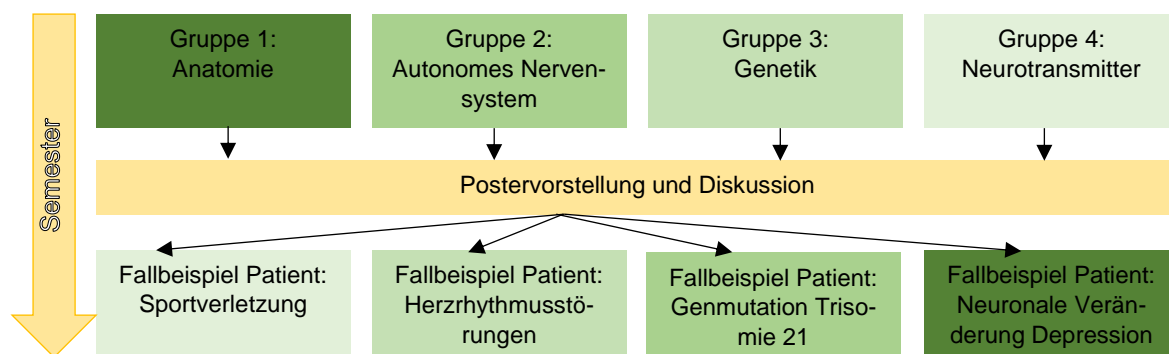 Semester
Gruppe 1:
Anatomie
Gruppe 2:
Autonomes Nerven-
system
Gruppe 3:
Genetik
Gruppe 4:
Neurotransmitter
Postervorstellung und Diskussion
Fallbeispiel Patient:
Sportverletzung
Fallbeispiel Patient:
Herzrhythmusstö-
rungen
Fallbeispiel Patient:
Genmutation Triso-
mie 21
Fallbeispiel Patient:
Neuronale Verän-
derung Depression